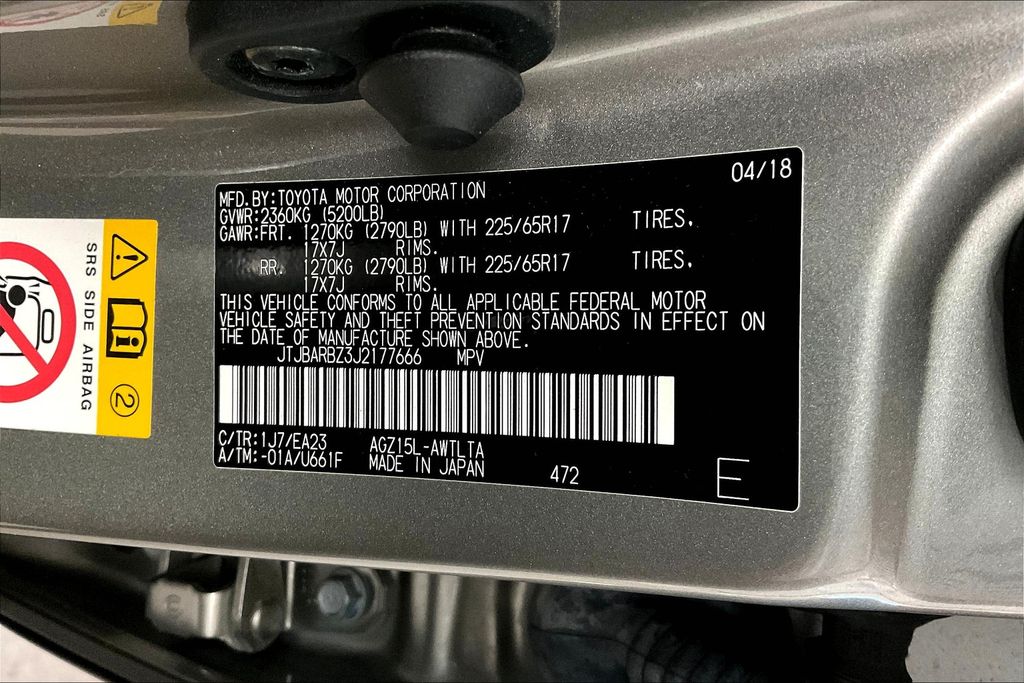 04/18
MFD.BY:TOYOTA MOTOR CORPORATION
GVWR:2360KG (5200LB)
GAWR:FRT. 1270KG (2790LB) WITH 225/65R17 TIRES.
17X7J RIMS.
RR. 1270KG (2790LB) WITH 225/65R17 TIRES.
17X7J RIMS.
THIS VEHICLE CONFORMS TO ALL APPLICABLE FEDERAL MOTOR
VEHICLE SAFETY AND THEFT PREVENTION STANDARDS IN EFFECT ON
THE DATE OF MANUFACTURE SHOWN ABOVE.
JTJBARBZ3J2177666 MPV
C/TR:1J7/EA23 AGZ15L-AWTLTA
A/TM:-01A/U661F MADE IN JAPAN 472
E
SRS SIDE AIRBAG
2